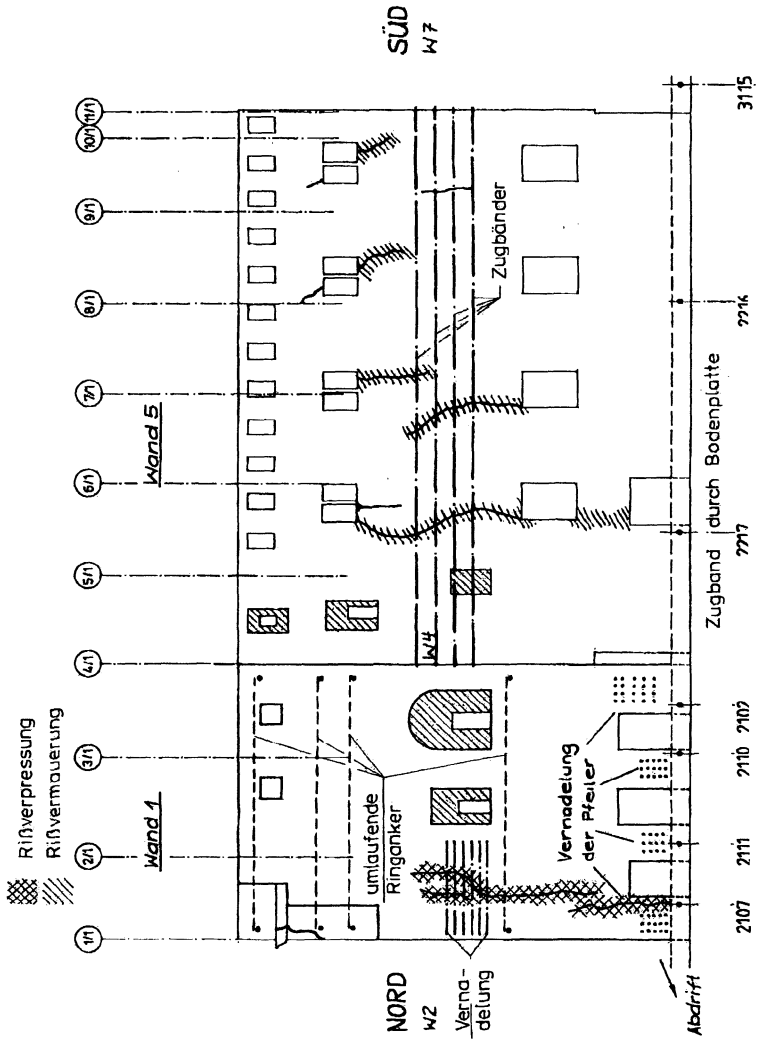 Rißverpressung
Rißvermauerung
1/1
2/1
3/1
4/1
5/1
6/1
7/1
8/1
9/1
10/1
11/1
Wand 1
Wand 5
umlaufende
Ringanker
W4
Zugbänder
NORD
W2
Verna-
delung
SÜD
W7
Vernadelung
der Pfeiler
Zugband durch Bodenplatte
Abdrift
2107
2111
2110
2102
2217
2216
3115